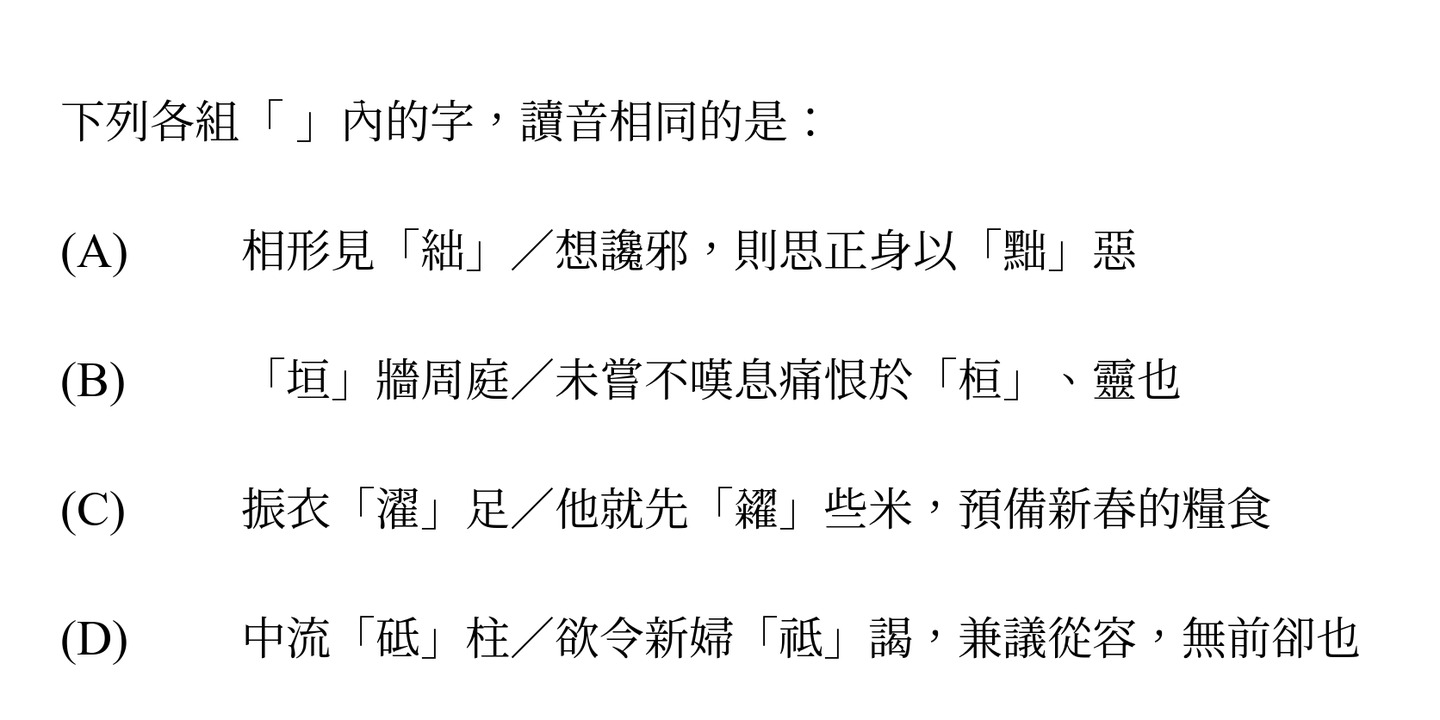 下列各組「 」內的字，讀音相同的是：
(A) 相形見「絀」／想讒邪，則思正身以「黜」惡
(B) 「垣」牆周庭／未嘗不嘆息痛恨於「桓」、靈也
(C) 振衣「濯」足／他就先「糴」些米，預備新春的糧食
(D) 中流「砥」柱／欲令新婦「祗」謁，兼議從容，無前卻也